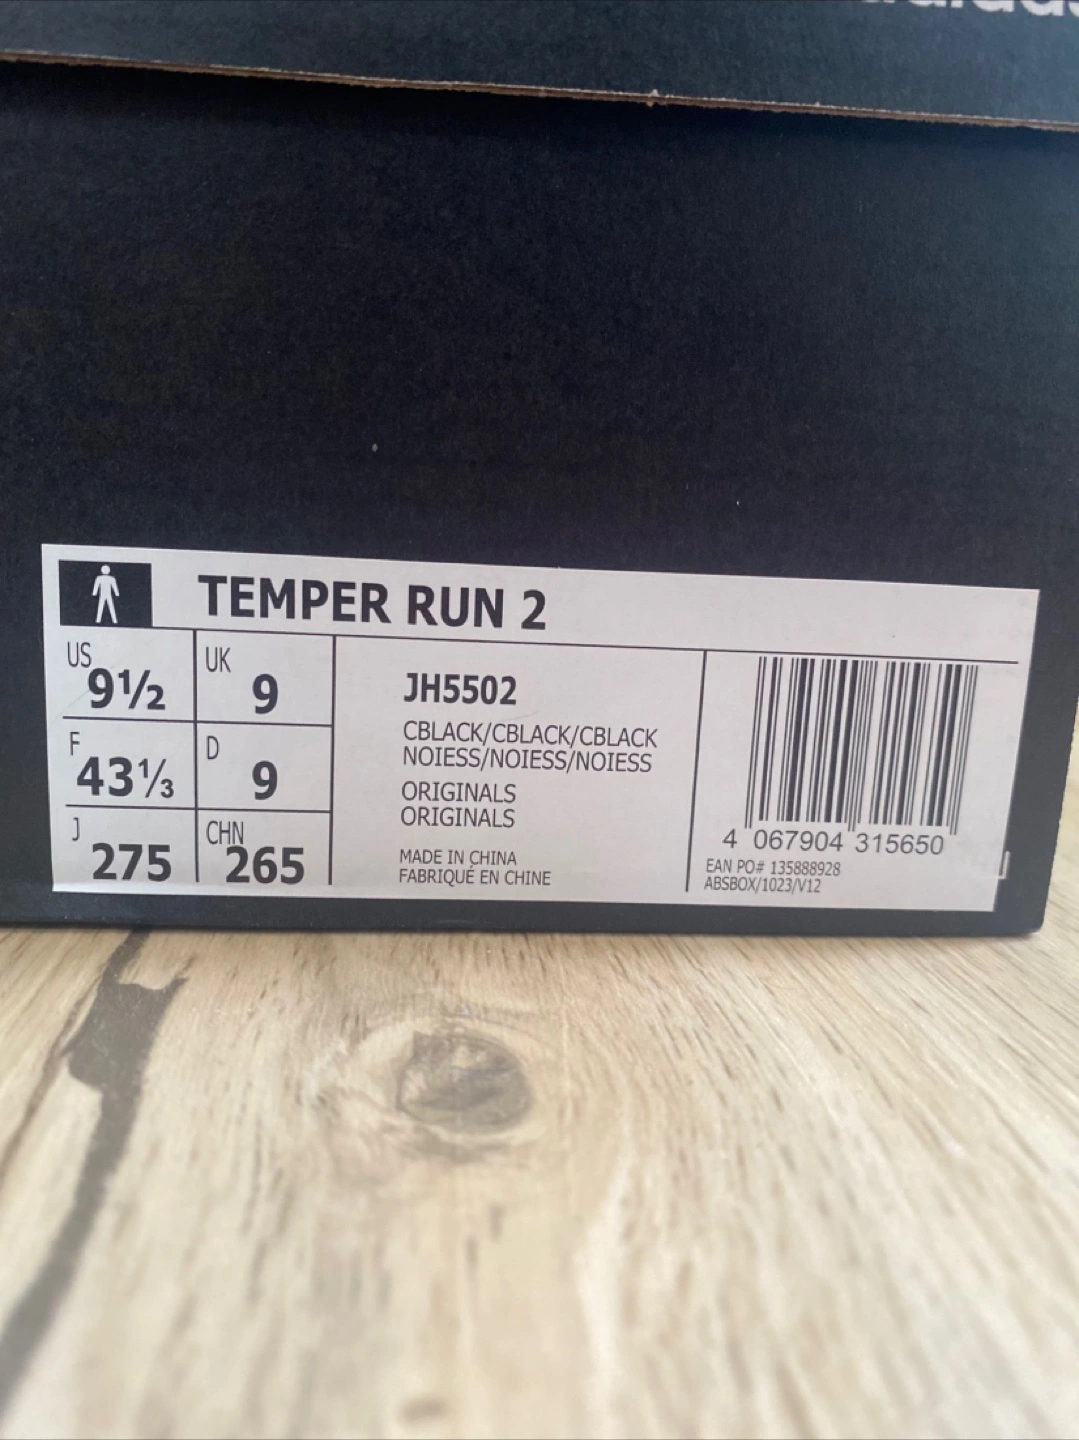 TEMPER RUN 2
US
9½
UK
9
F
43⅓
D
9
J
275
CHN
265
JH5502
CBLACK/CBLACK/CBLACK
NOIESS/NOIESS/NOIESS
ORIGINALS
ORIGINALS
MADE IN CHINA
FABRIQUÉ EN CHINE
4 067904 315650
EAN PO# 135888928
ABSBOX/1023/V12